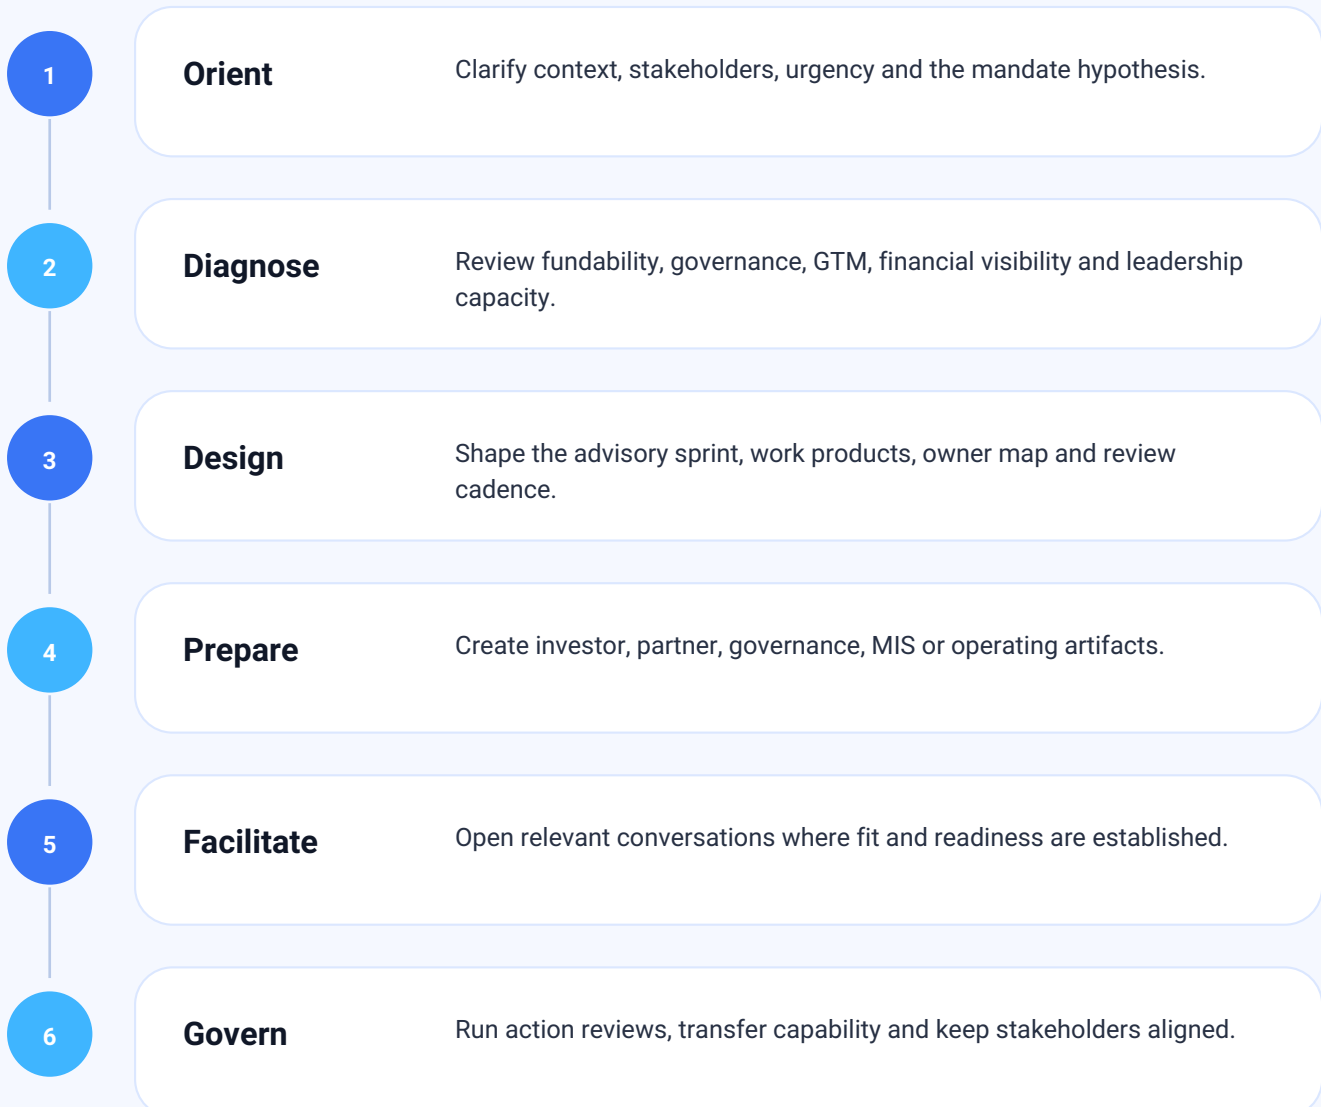 1
Orient
Clarify context, stakeholders, urgency and the mandate hypothesis.
2
Diagnose
Review fundability, governance, GTM, financial visibility and leadership
capacity.
3
Design
Shape the advisory sprint, work products, owner map and review
cadence.
4
Prepare
Create investor, partner, governance, MIS or operating artifacts.
5
Facilitate
Open relevant conversations where fit and readiness are established.
6
Govern
Run action reviews, transfer capability and keep stakeholders aligned.